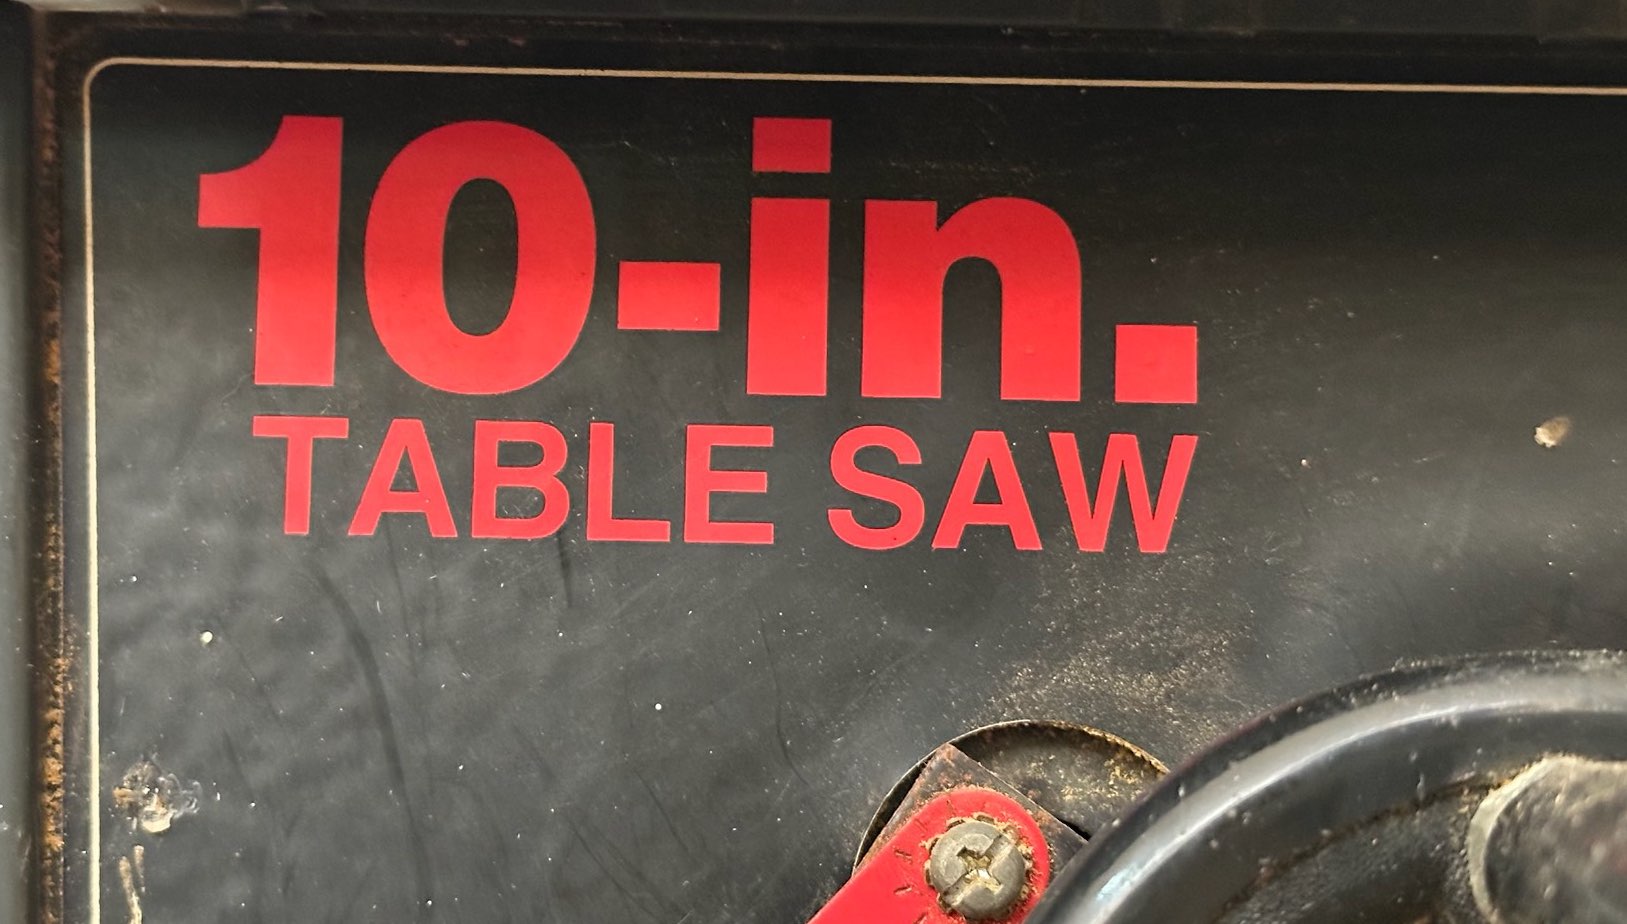 10-in.
TABLE SAW